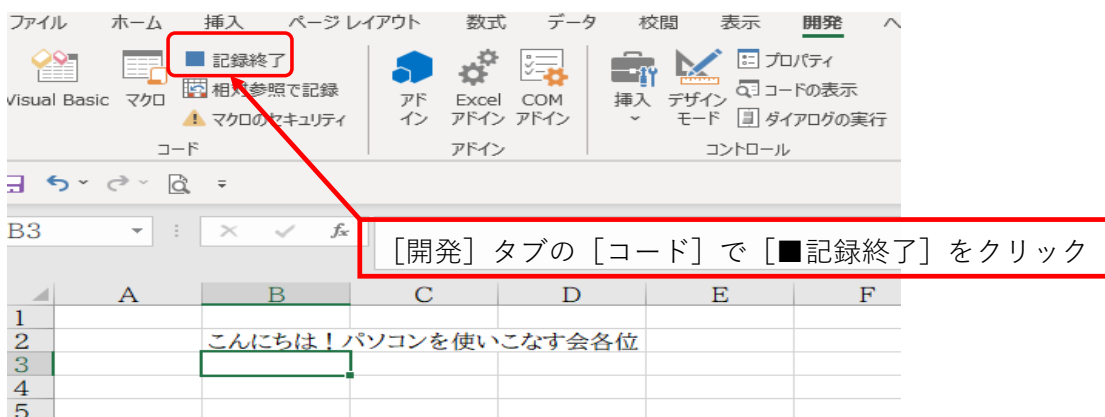 ファイル ホーム 挿入 ページ レイアウト 数式 データ 校閲 表示 開発 ヘ
記録終了
相対参照で記録
マクロのセキュリティ
Visual Basic マクロ
コード
アドイン
Excel アドイン
COM アドイン
アドイン
挿入
デザイン モード
プロパティ
コードの表示
ダイアログの実行
コントロール
B3
fx
[開発] タブの [コード] で [■記録終了] をクリック
A B C D E F
1
2 こんにちは！パソコンを使いこなす会各位
3
4
5